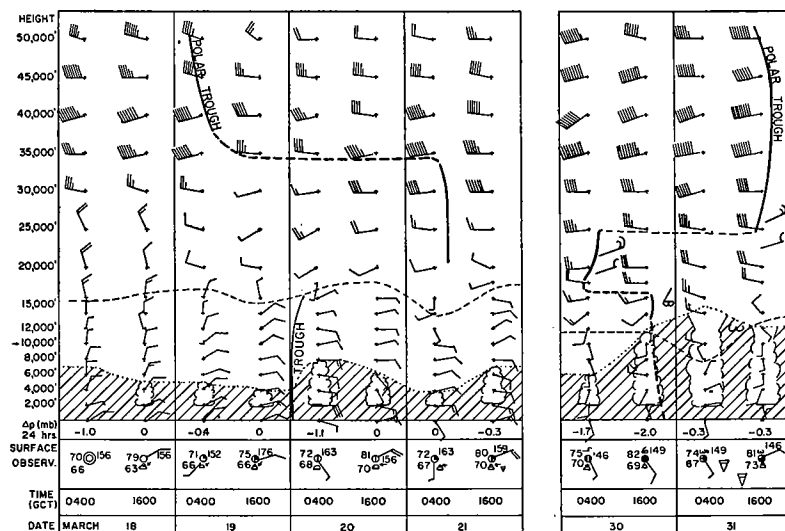 HEIGHT
50,000'
45,000'
40,000'
35,000'
30,000'
25,000'
20,000'
15,000'
12,000'
→10,000'
8,000'
6,000'
4,000'
2,000'
POLAR TROUGH
TROUGH
POLAR TROUGH
Δp (mb) 24 hrs
-1.0 0 -0.4 0 -1.1 0 0 -0.3 -1.7 -2.0 -0.3 -0.3
SURFACE OBSERV.
70 156 79 156 71 152 75 176 72 163 81 156 72 163 80 159 75 146 82 149 74 149 81 146
66 63 66 66 68 70 67 70 70 69 67 73
TIME (GCT)
0400 1600 0400 1600 0400 1600 0400 1600 0400 1600 0400 1600
DATE MARCH 18 19 20 21 30 31